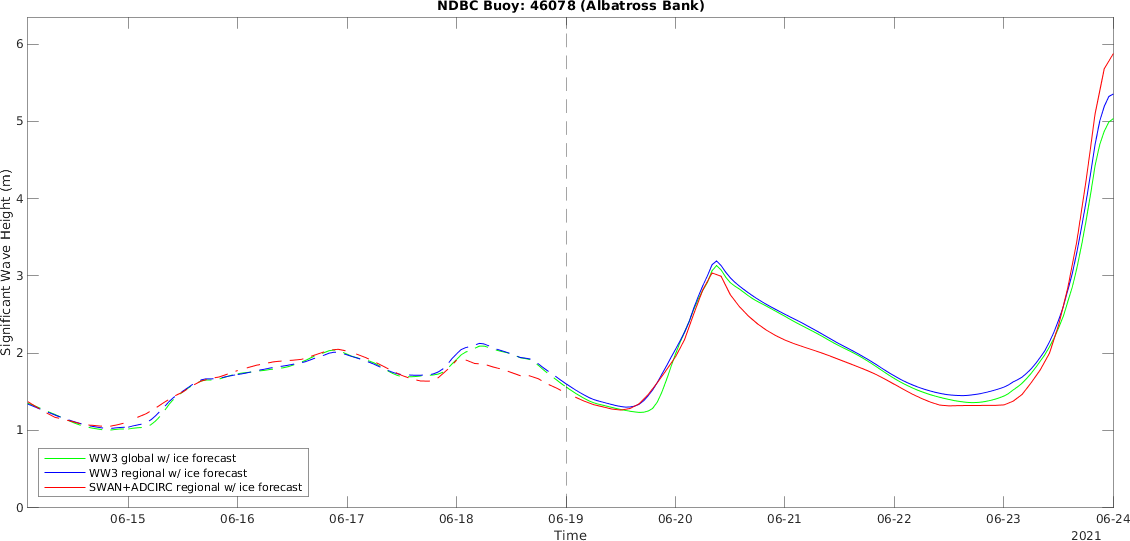 NDBC Buoy: 46078 (Albatross Bank)
Significant Wave Height (m)
6
5
4
3
2
1
0
WW3 global w/ ice forecast
WW3 regional w/ ice forecast
SWAN+ADCIRC regional w/ ice forecast
06-15 06-16 06-17 06-18 06-19 06-20 06-21 06-22 06-23 06-24
Time
2021